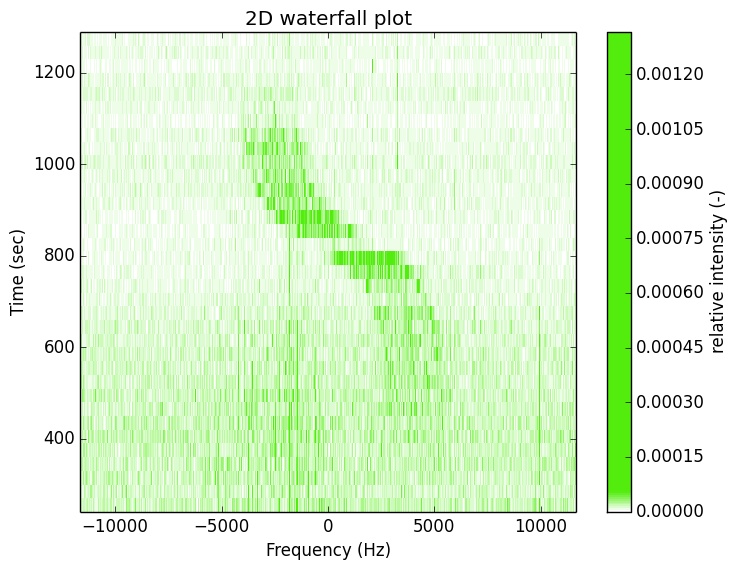 2D waterfall plot
1200
1000
800
600
400
Time (sec)
−10000 −5000 0 5000 10000
Frequency (Hz)
0.00120
0.00105
0.00090
0.00075
0.00060
0.00045
0.00030
0.00015
0.00000
relative intensity (-)